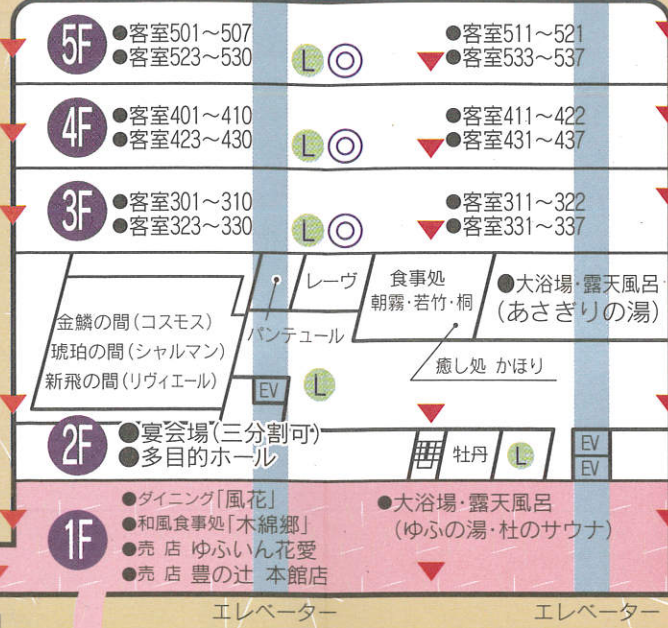 5F
●客室501～507
●客室523～530
L
●客室511～521
●客室533～537
4F
●客室401～410
●客室423～430
L
●客室411～422
●客室431～437
3F
●客室301～310
●客室323～330
L
●客室311～322
●客室331～337
金鱗の間(コスモス)
琥珀の間(シャルマン)
新飛の間(リヴィエール)
レーヴ
パンテュール
食事処
朝霧・若竹・桐
●大浴場・露天風呂
(あさぎりの湯)
癒し処 かほり
EV
L
2F
●宴会場(三分割可)
●多目的ホール
牡丹
L
EV
EV
1F
●ダイニング「風花」
●和風食事処「木綿郷」
●売 店 ゆふいん花愛
●売 店 豊の辻 本館店
●大浴場・露天風呂
(ゆふの湯・杜のサウナ)
エレベーター
エレベーター